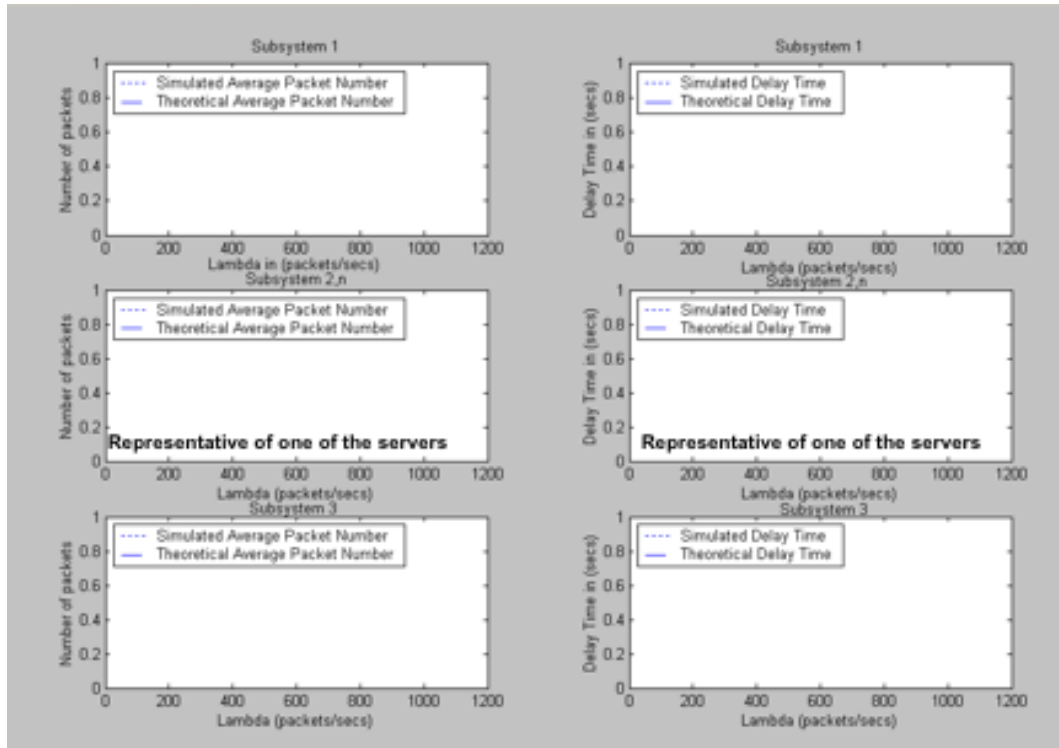 Subsystem 1
Number of packets
1
0.8
0.6
0.4
0.2
0
Simulated Average Packet Number
Theoretical Average Packet Number
0 200 400 600 800 1000 1200
Lambda in (packets/secs)
Subsystem 1
Delay Time in (secs)
1
0.8
0.6
0.4
0.2
0
Simulated Delay Time
Theoretical Delay Time
0 200 400 600 800 1000 1200
Lambda (packets/secs)
Subsystem 2,n
Number of packets
1
0.8
0.6
0.4
0.2
0
Simulated Average Packet Number
Theoretical Average Packet Number
Representative of one of the servers
0 200 400 600 800 1000 1200
Lambda (packets/secs)
Subsystem 2,n
Delay Time in (secs)
1
0.8
0.6
0.4
0.2
0
Simulated Delay Time
Theoretical Delay Time
Representative of one of the servers
0 200 400 600 800 1000 1200
Lambda (packets/secs)
Subsystem 3
Number of packets
1
0.8
0.6
0.4
0.2
0
Simulated Average Packet Number
Theoretical Average Packet Number
0 200 400 600 800 1000 1200
Lambda (packets/secs)
Subsystem 3
Delay Time in (secs)
1
0.8
0.6
0.4
0.2
0
Simulated Delay Time
Theoretical Delay Time
0 200 400 600 800 1000 1200
Lambda (packets/secs)